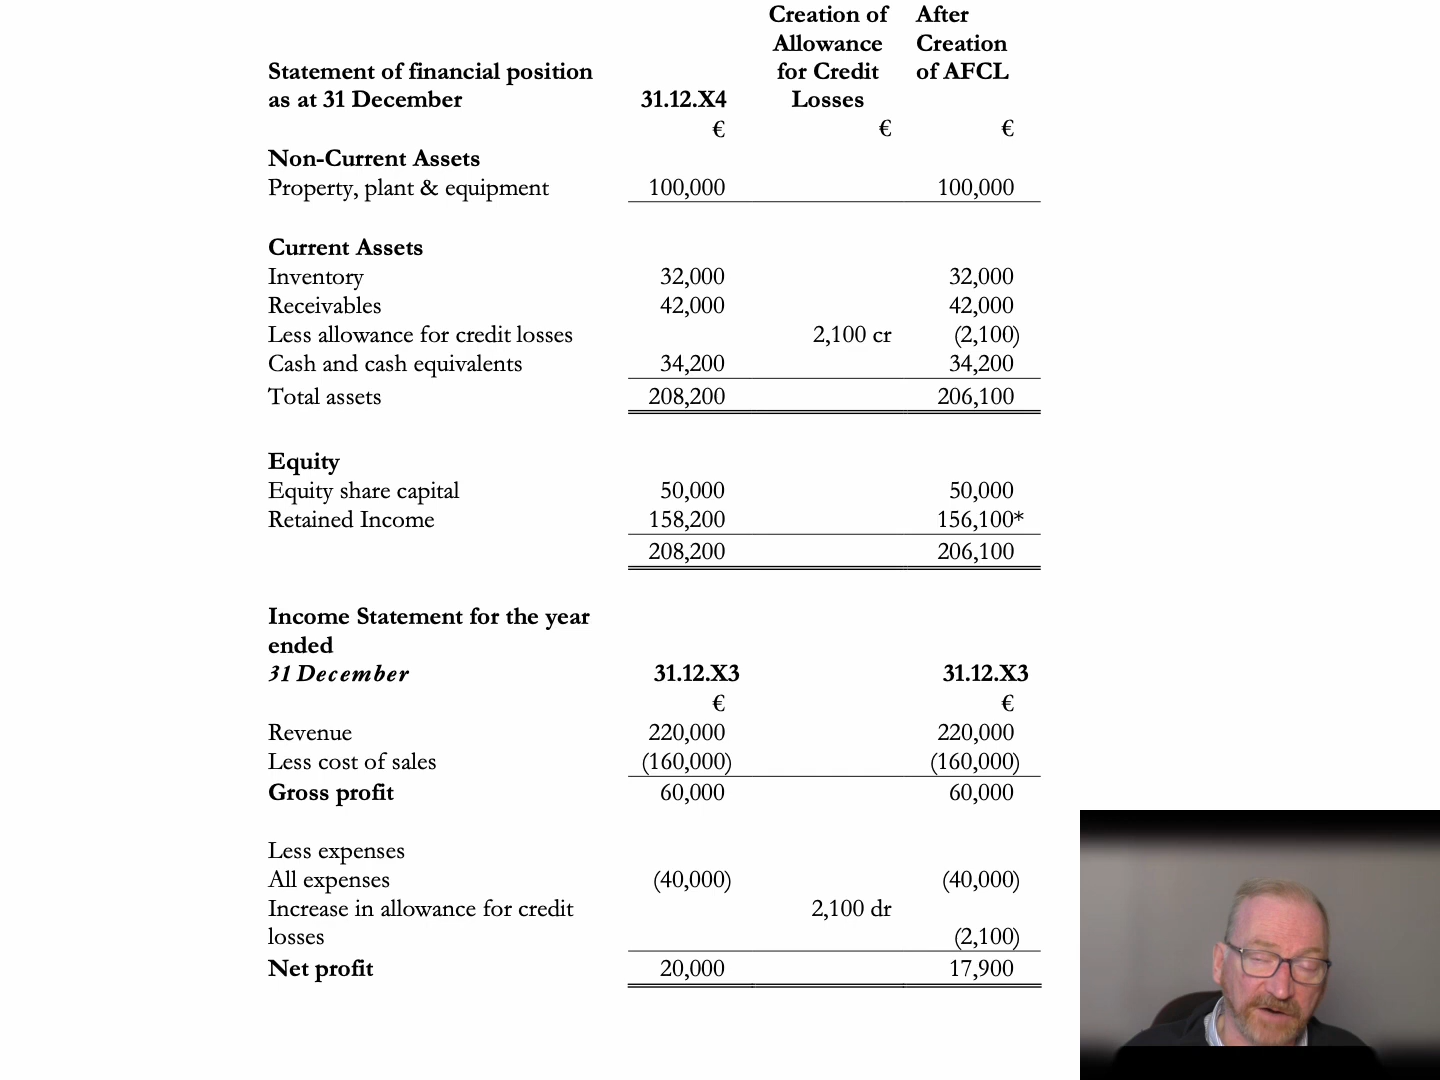 Creation of After
Allowance Creation
Statement of financial position for Credit of AFCL
as at 31 December 31.12.X4 Losses
€ € €
Non-Current Assets
Property, plant & equipment 100,000 100,000
Current Assets
Inventory 32,000 32,000
Receivables 42,000 42,000
Less allowance for credit losses 2,100 cr (2,100)
Cash and cash equivalents 34,200 34,200
Total assets 208,200 206,100
Equity
Equity share capital 50,000 50,000
Retained Income 158,200 156,100*
208,200 206,100
Income Statement for the year
ended
31 December 31.12.X3 31.12.X3
€ €
Revenue 220,000 220,000
Less cost of sales (160,000) (160,000)
Gross profit 60,000 60,000
Less expenses
All expenses (40,000) (40,000)
Increase in allowance for credit 2,100 dr
losses (2,100)
Net profit 20,000 17,900